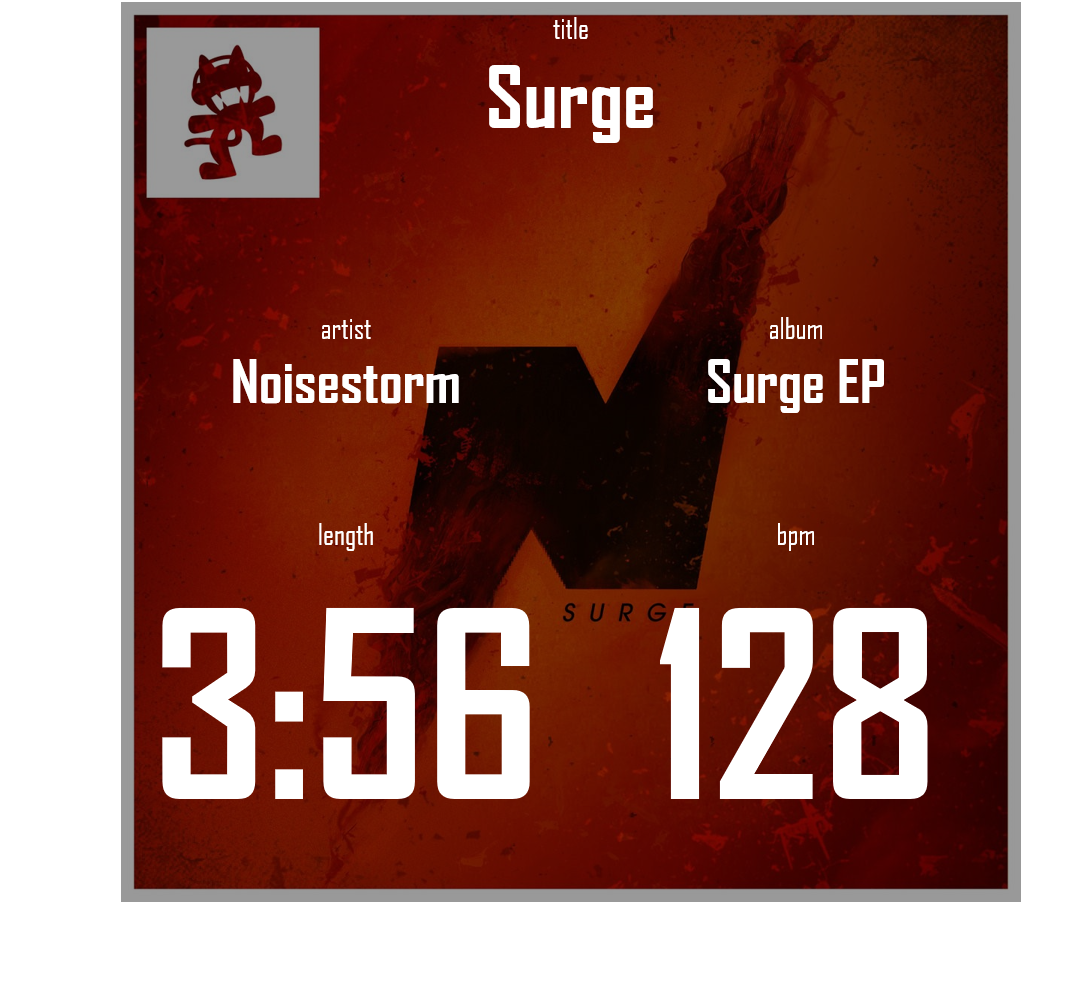 title
Surge
artist
Noisestorm
album
Surge EP
length
3:56
bpm
128
SURGE